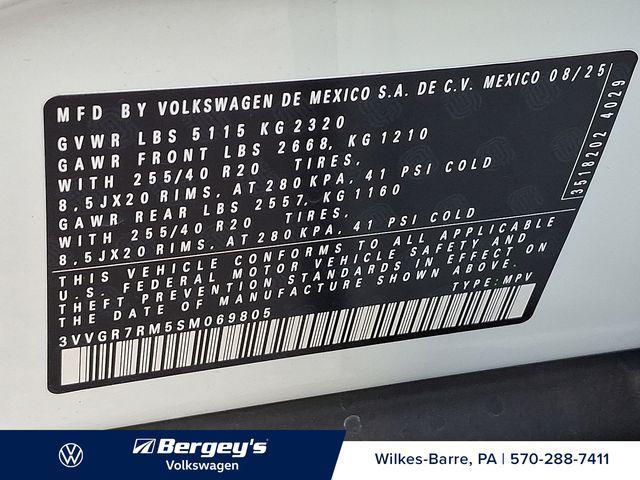 MFD BY VOLKSWAGEN DE MEXICO S.A. DE C.V. MEXICO 08/25
GVWR LBS 5115 KG 2320
GAWR FRONT LBS 2668, KG 1210
WITH 255/40 R20 TIRES,
8,5JX20 RIMS, AT 280 KPA, 41 PSI COLD
GAWR REAR LBS 2557, KG 1160
WITH 255/40 R20 TIRES,
8,5JX20 RIMS, AT 280 KPA, 41 PSI COLD
THIS VEHICLE CONFORMS TO ALL APPLICABLE
U.S. FEDERAL MOTOR VEHICLE SAFETY AND
THEFT PREVENTION STANDARDS IN EFFECT ON
THE DATE OF MANUFACTURE SHOWN ABOVE.
3VVGR7RM5SM069805 TYPE: MPV
3518202 4029
Bergey's
Volkswagen
Wilkes-Barre, PA | 570-288-7411